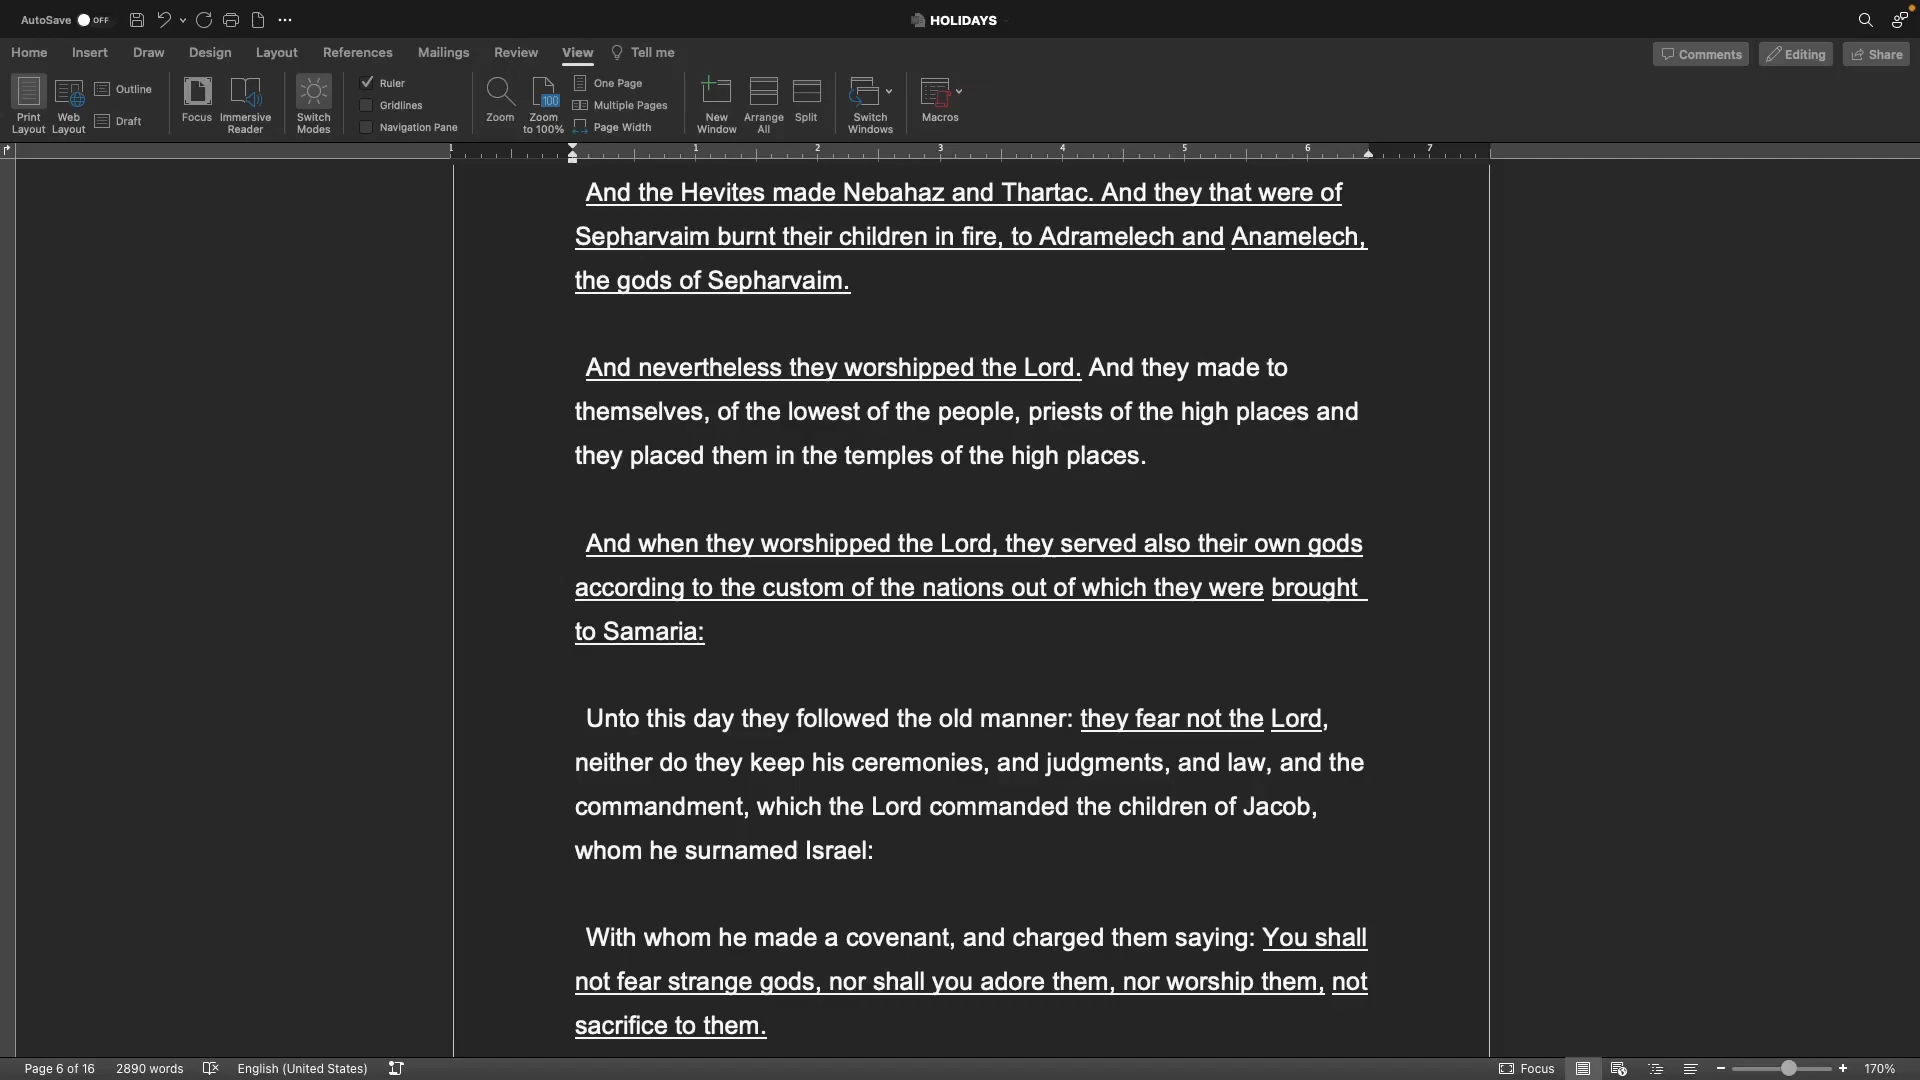 AutoSave OFF HOLIDAYS
Home Insert Draw Design Layout References Mailings Review View Tell me Comments Editing Share
Print Layout
Web Layout
Outline
Draft
Focus
Immersive Reader
Switch Modes
Ruler
Gridlines
Navigation Pane
Zoom
100
Zoom to 100%
One Page
Multiple Pages
Page Width
New Window
Arrange All
Split
Switch Windows
Macros
1 1 2 3 4 5 6 7
And the Hevites made Nebahaz and Thartac. And they that were of
Sepharvaim burnt their children in fire, to Adramelech and Anamelech,
the gods of Sepharvaim.
And nevertheless they worshipped the Lord. And they made to
themselves, of the lowest of the people, priests of the high places and
they placed them in the temples of the high places.
And when they worshipped the Lord, they served also their own gods
according to the custom of the nations out of which they were brought
to Samaria:
Unto this day they followed the old manner: they fear not the Lord,
neither do they keep his ceremonies, and judgments, and law, and the
commandment, which the Lord commanded the children of Jacob,
whom he surnamed Israel:
With whom he made a covenant, and charged them saying: You shall
not fear strange gods, nor shall you adore them, nor worship them, not
sacrifice to them.
Page 6 of 16 2890 words English (United States) Focus 170%